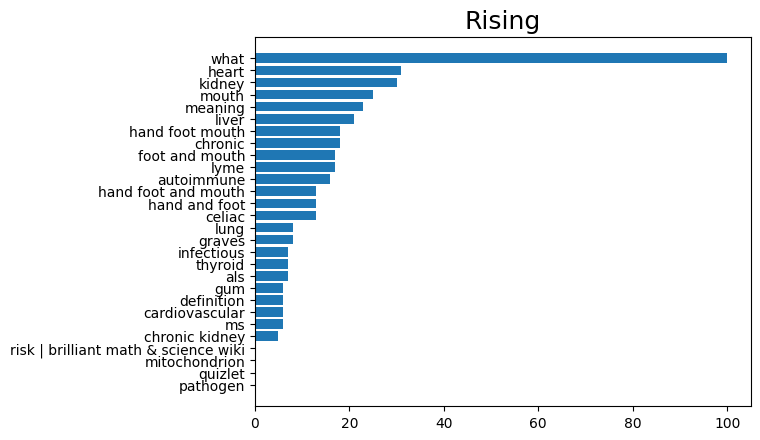 Rising
what
heart
kidney
mouth
meaning
liver
hand foot mouth
chronic
foot and mouth
lyme
autoimmune
hand foot and mouth
hand and foot
celiac
lung
graves
infectious
thyroid
als
gum
definition
cardiovascular
ms
chronic kidney
risk | brilliant math & science wiki
mitochondrion
quizlet
pathogen
0 20 40 60 80 100